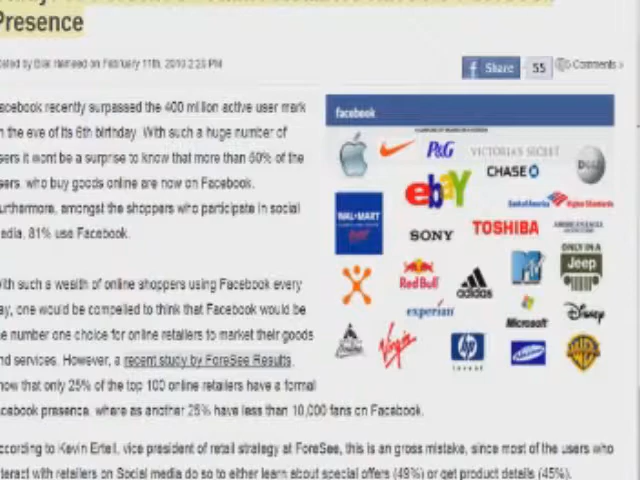 Presence
on February 11th, 2010 2:23 PM
Share 55 Comments »
facebook
acebook recently surpassed the 400 million active user mark
n the eve of its 6th birthday. With such a huge number of
sers it wont be a surprise to know that more than 60% of the
sers, who buy goods online are now on Facebook.
urthermore, amongst the shoppers who participate in social
edia, 81% use Facebook.
P&G VICTORIA'S SECRET DELL
CHASE
ebY
BankofAmerica
WAL-MART
SONY TOSHIBA
ONLY IN A
Jeep
RedBull adidas MTV
experian Microsoft Disney
Virgin hp invent SAMSUNG WB
ith such a wealth of online shoppers using Facebook every
ay, one would be compelled to think that Facebook would be
e number one choice for online retailers to market their goods
nd services. However, a recent study by ForeSee Results
how that only 25% of the top 100 online retailers have a formal
acebook presence, where as another 25% have less than 10,000 fans on Facebook.
ccording to Kevin Ertell, vice president of retail strategy at ForeSee, this is an gross mistake, since most of the users who
teract with retailers on Social media do so to either learn about special offers (49%) or get product details (45%).